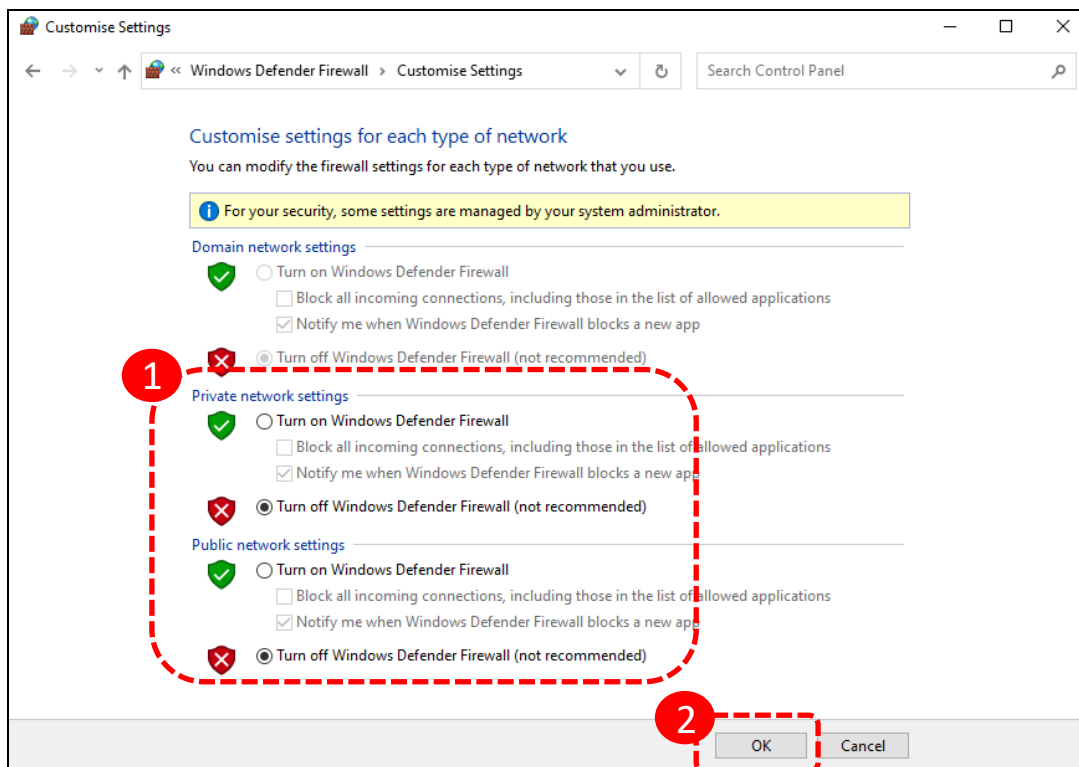 Customise Settings
« Windows Defender Firewall › Customise Settings
Search Control Panel
Customise settings for each type of network
You can modify the firewall settings for each type of network that you use.
For your security, some settings are managed by your system administrator.
Domain network settings
Turn on Windows Defender Firewall
Block all incoming connections, including those in the list of allowed applications
Notify me when Windows Defender Firewall blocks a new app
Turn off Windows Defender Firewall (not recommended)
1
Private network settings
Turn on Windows Defender Firewall
Block all incoming connections, including those in the list of allowed applications
Notify me when Windows Defender Firewall blocks a new app
Turn off Windows Defender Firewall (not recommended)
Public network settings
Turn on Windows Defender Firewall
Block all incoming connections, including those in the list of allowed applications
Notify me when Windows Defender Firewall blocks a new app
Turn off Windows Defender Firewall (not recommended)
2
OK Cancel